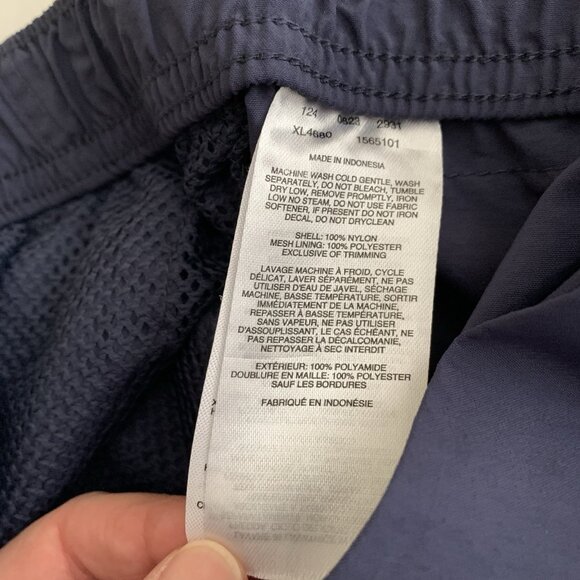 124 0823 2931
XL4680 1565101
MADE IN INDONESIA
MACHINE WASH COLD GENTLE, WASH
SEPARATELY, DO NOT BLEACH, TUMBLE
DRY LOW, REMOVE PROMPTLY, IRON
LOW NO STEAM, DO NOT USE FABRIC
SOFTENER, IF PRESENT DO NOT IRON
DECAL, DO NOT DRYCLEAN
SHELL: 100% NYLON
MESH LINING: 100% POLYESTER
EXCLUSIVE OF TRIMMING
LAVAGE MACHINE À FROID, CYCLE
DÉLICAT, LAVER SÉPARÉMENT, NE PAS
UTILISER D'EAU DE JAVEL, SÉCHAGE
MACHINE, BASSE TEMPÉRATURE, SORTIR
IMMÉDIATEMENT DE LA MACHINE,
REPASSER À BASSE TEMPÉRATURE,
SANS VAPEUR, NE PAS UTILISER
D'ASSOUPLISSANT, LE CAS ÉCHÉANT, NE
PAS REPASSER LA DÉCALCOMANIE,
NETTOYAGE À SEC INTERDIT
EXTÉRIEUR: 100% POLYAMIDE
DOUBLURE EN MAILLE: 100% POLYESTER
SAUF LES BORDURES
FABRIQUÉ EN INDONÉSIE